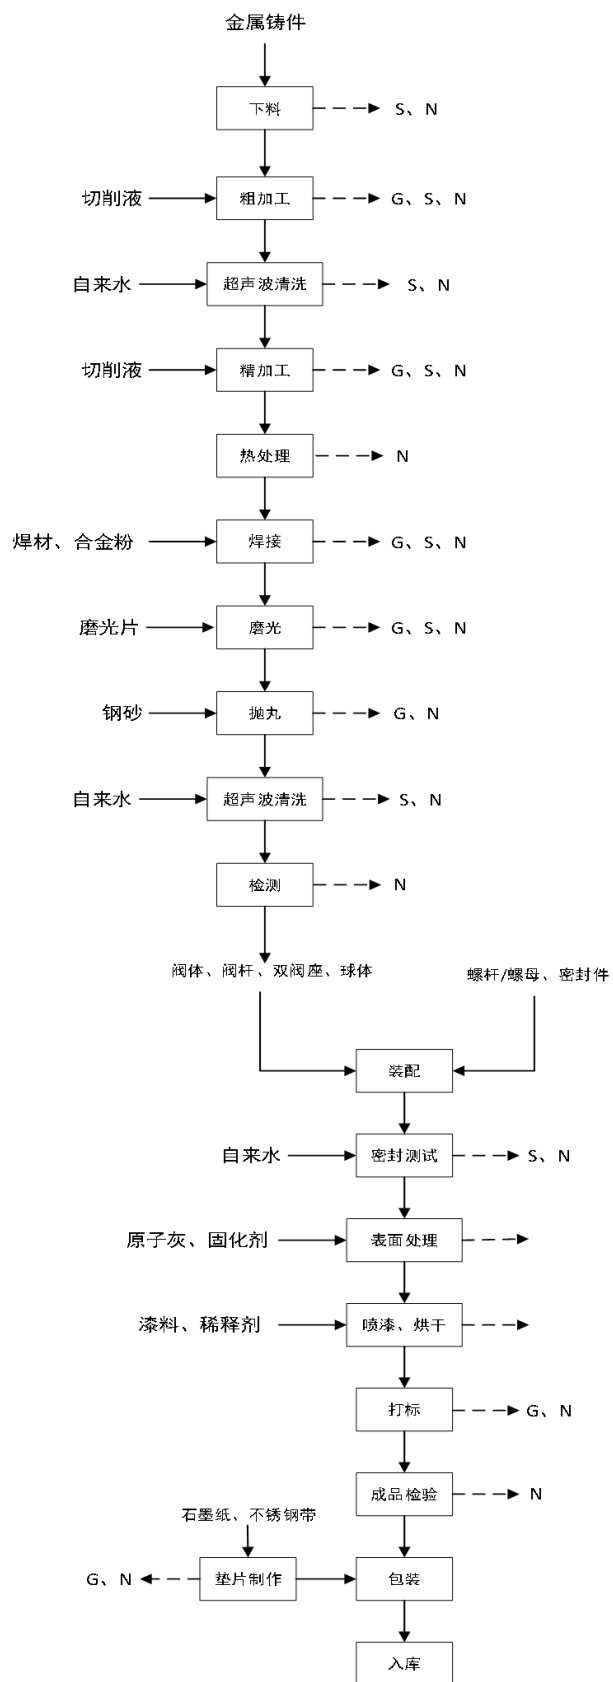 金属铸件
下料
S、N
切削液
粗加工
G、S、N
自来水
超声波清洗
S、N
切削液
精加工
G、S、N
热处理
N
焊材、合金粉
焊接
G、S、N
磨光片
磨光
G、S、N
钢砂
抛丸
G、N
自来水
超声波清洗
S、N
检测
N
阀体、阀杆、双阀座、球体
螺杆/螺母、密封件
装配
自来水
密封测试
S、N
原子灰、固化剂
表面处理
漆料、稀释剂
喷漆、烘干
打标
G、N
成品检验
N
石墨纸、不锈钢带
G、N
垫片制作
包装
入库